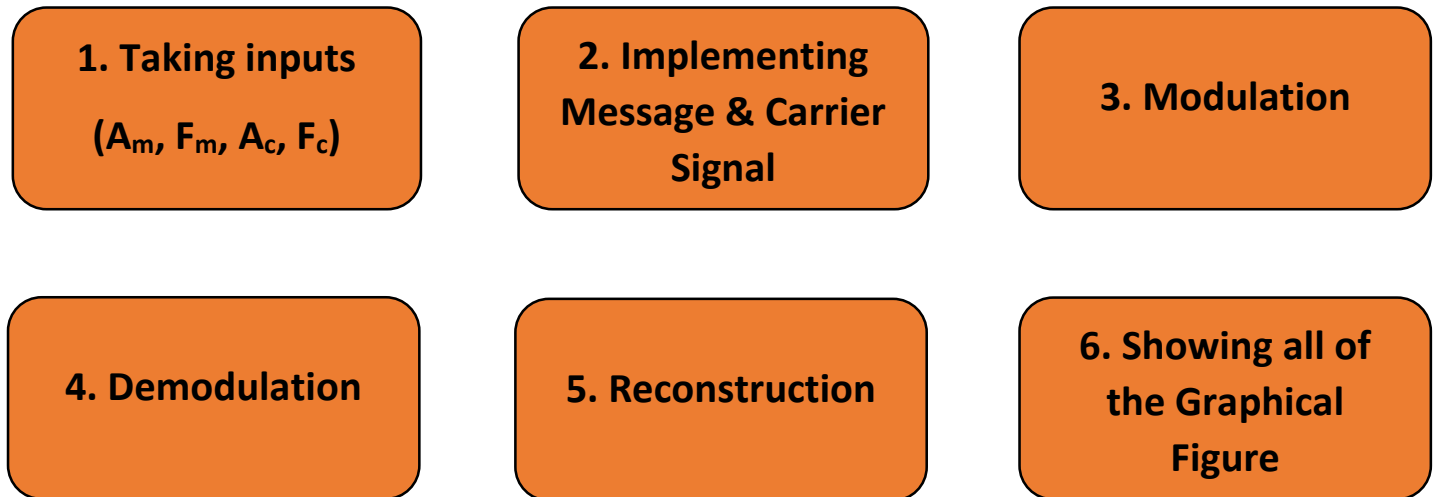 1. Taking inputs
(Am, Fm, Ac, Fc)
2. Implementing
Message & Carrier
Signal
3. Modulation
4. Demodulation
5. Reconstruction
6. Showing all of
the Graphical
Figure